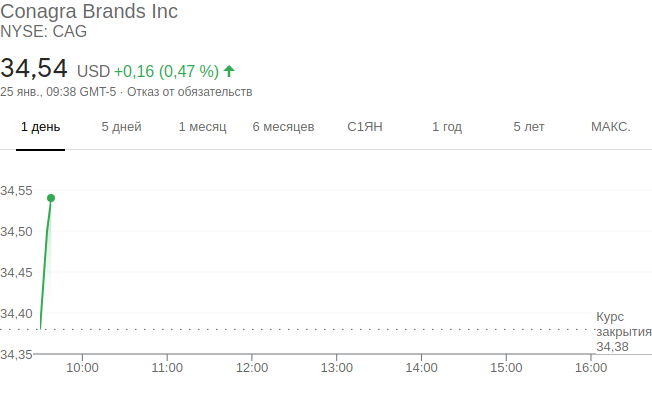 Conagra Brands Inc
NYSE: CAG
34,54 USD +0,16 (0,47 %)
25 янв., 09:38 GMT-5 · Отказ от обязательств
1 день 5 дней 1 месяц 6 месяцев С1ЯН 1 год 5 лет МАКС.
34,55
34,50
34,45
34,40
Курс
закрытия
34,38
34,35
10:00 11:00 12:00 13:00 14:00 15:00 16:00